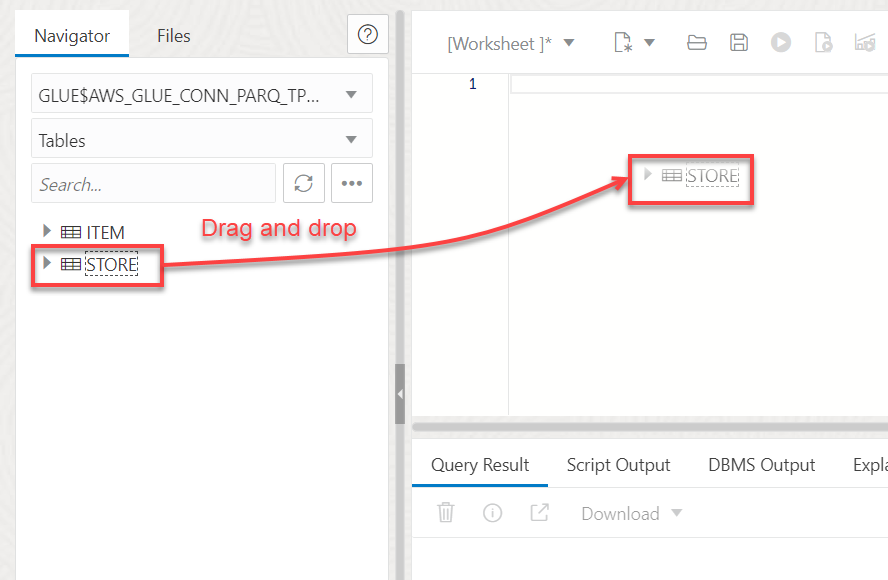 Navigator Files
[Worksheet ]*
GLUE$AWS_GLUE_CONN_PARQ_TP...
Tables
Search...
1
ITEM
STORE
Drag and drop
STORE
Query Result Script Output DBMS Output Expla
Download